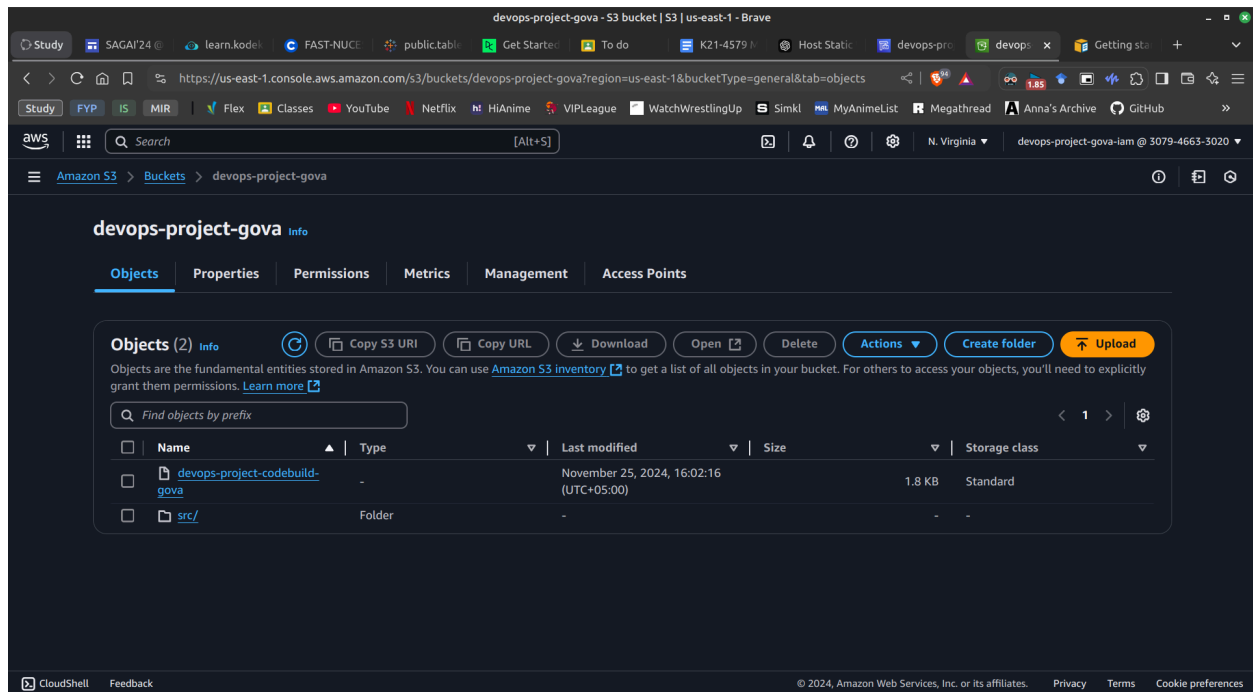 devops-project-gova - S3 bucket | S3 | us-east-1 - Brave
Study SAGAI'24 @ learn.kodek FAST-NUCE public.table Get Started To do K21-4579 M Host Static devops-pro devops Getting sta
https://us-east-1.console.aws.amazon.com/s3/buckets/devops-project-gova?region=us-east-1&bucketType=general&tab=objects 94 1.85
Study FYP IS MIR Flex Classes YouTube Netflix h! HiAnime VIPLeague WatchWrestlingUp S Simkl MAL MyAnimeList R Megathread Anna's Archive GitHub »
aws Search [Alt+S] N. Virginia ▼ devops-project-gova-iam @ 3079-4663-3020 ▼
Amazon S3 > Buckets > devops-project-gova
devops-project-gova Info
Objects Properties Permissions Metrics Management Access Points
Objects (2) Info Copy S3 URI Copy URL Download Open Delete Actions ▼ Create folder Upload
Objects are the fundamental entities stored in Amazon S3. You can use Amazon S3 inventory to get a list of all objects in your bucket. For others to access your objects, you'll need to explicitly
grant them permissions. Learn more
Find objects by prefix < 1 >
Name Type Last modified Size Storage class
devops-project-codebuild- - November 25, 2024, 16:02:16 1.8 KB Standard
gova (UTC+05:00)
src/ Folder - - -
CloudShell Feedback © 2024, Amazon Web Services, Inc. or its affiliates. Privacy Terms Cookie preferences